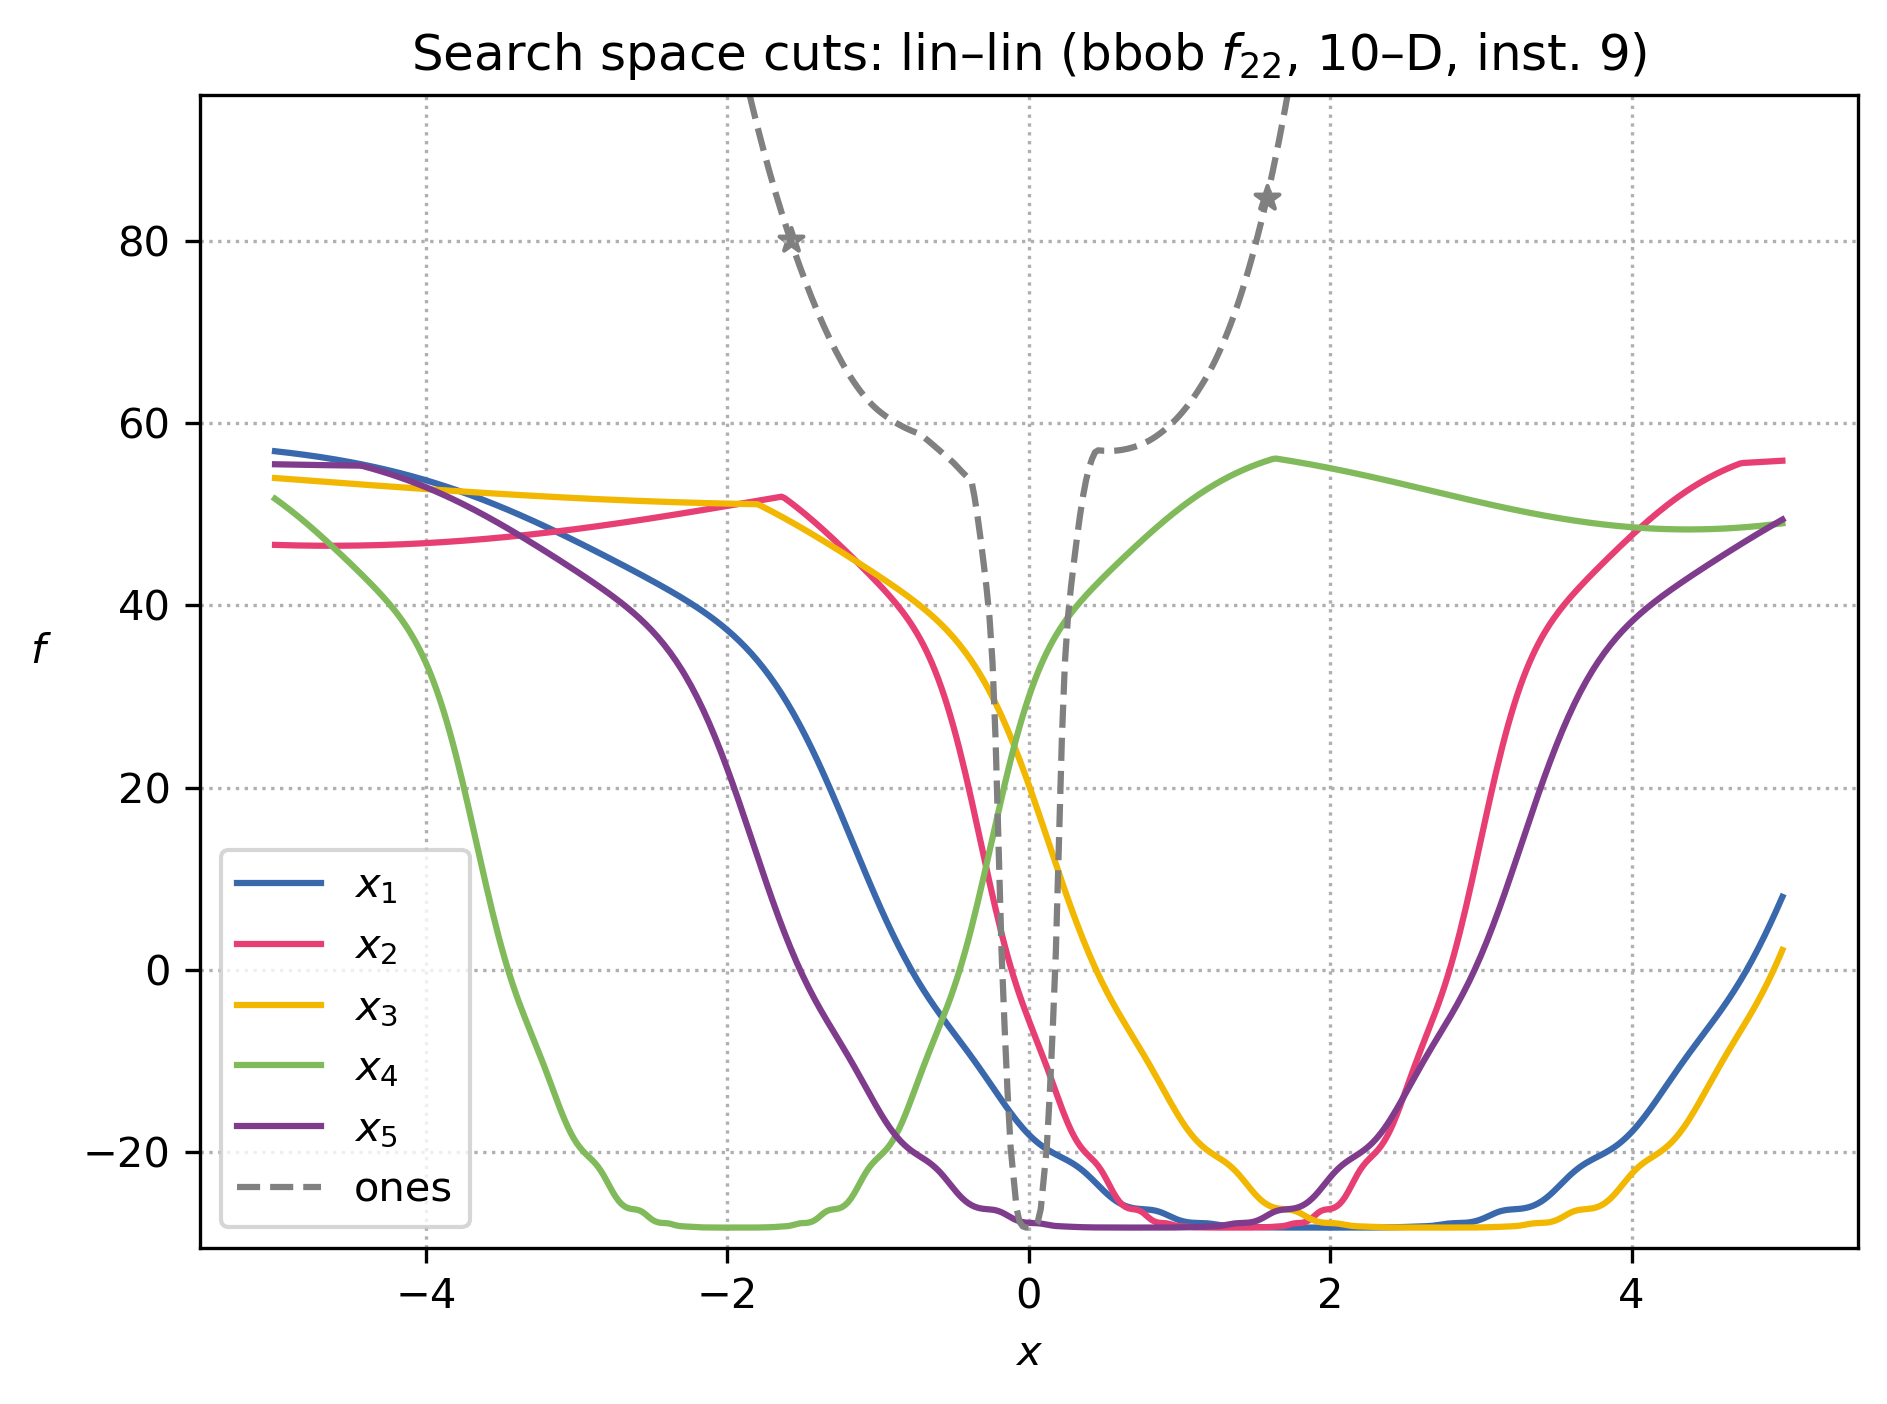 Search space cuts: lin–lin (bbob f₂₂, 10–D, inst. 9)
80
60
40
20
0
−20
f
x₁
x₂
x₃
x₄
x₅
ones
−4
−2
0
2
4
x